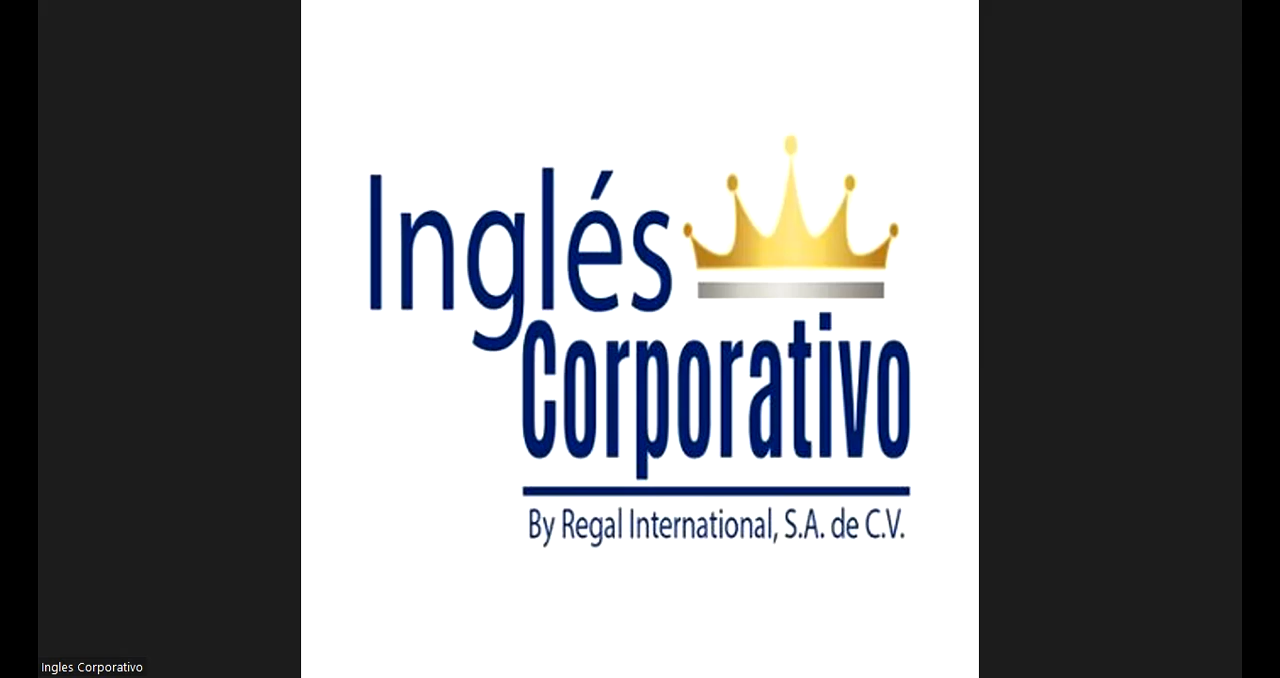 Inglés
Corporativo
By Regal International, S.A. de C.V.
Ingles Corporativo